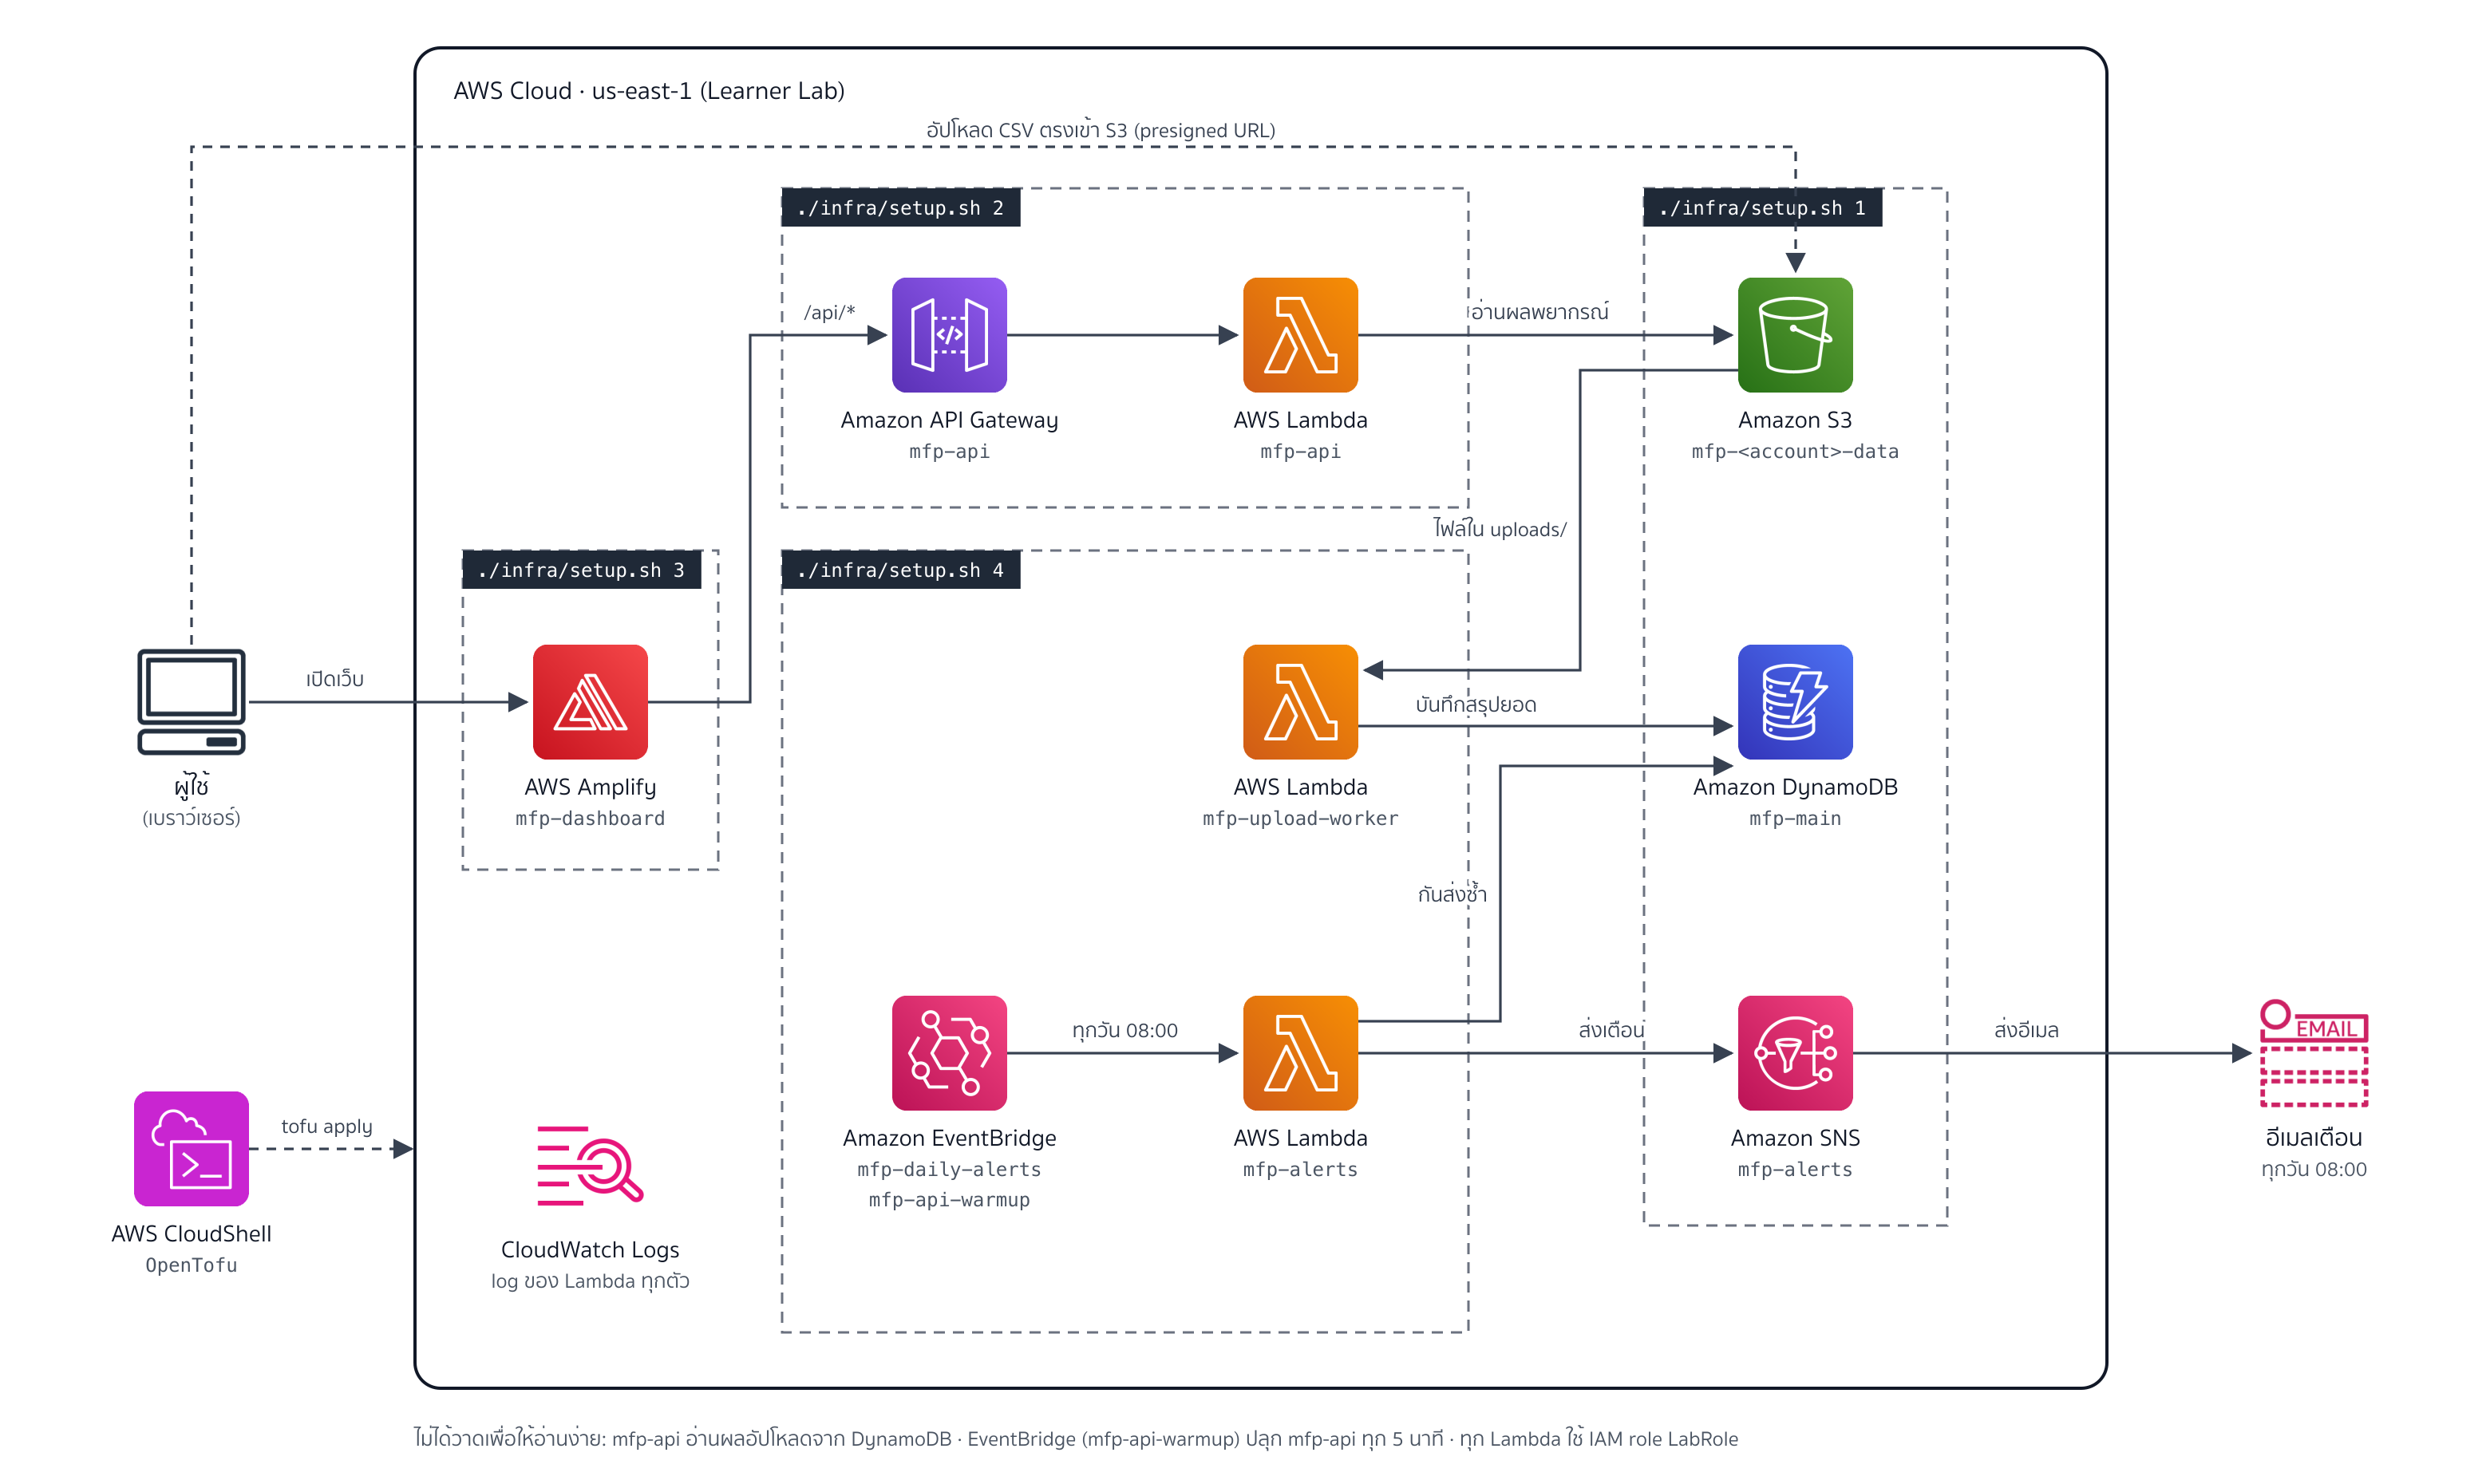 AWS Cloud · us-east-1 (Learner Lab)
อัปโหลด CSV ตรงเข้า S3 (presigned URL)
./infra/setup.sh 2
./infra/setup.sh 1
/api/*
อ่านผลพยากรณ์
Amazon API Gateway
mfp-api
AWS Lambda
mfp-api
Amazon S3
mfp-<account>-data
ไฟล์ใน uploads/
./infra/setup.sh 3
./infra/setup.sh 4
เปิดเว็บ
บันทึกสรุปยอด
ผู้ใช้
(เบราว์เซอร์)
AWS Amplify
mfp-dashboard
AWS Lambda
mfp-upload-worker
Amazon DynamoDB
mfp-main
กันส่งซ้ำ
ทุกวัน 08:00
ส่งเตือน
ส่งอีเมล
EMAIL
tofu apply
Amazon EventBridge
mfp-daily-alerts
mfp-api-warmup
AWS Lambda
mfp-alerts
Amazon SNS
mfp-alerts
อีเมลเตือน
ทุกวัน 08:00
AWS CloudShell
OpenTofu
CloudWatch Logs
log ของ Lambda ทุกตัว
ไม่ได้วาดเพื่อให้อ่านง่าย: mfp-api อ่านผลอัปโหลดจาก DynamoDB · EventBridge (mfp-api-warmup) ปลุก mfp-api ทุก 5 นาที · ทุก Lambda ใช้ IAM role LabRole